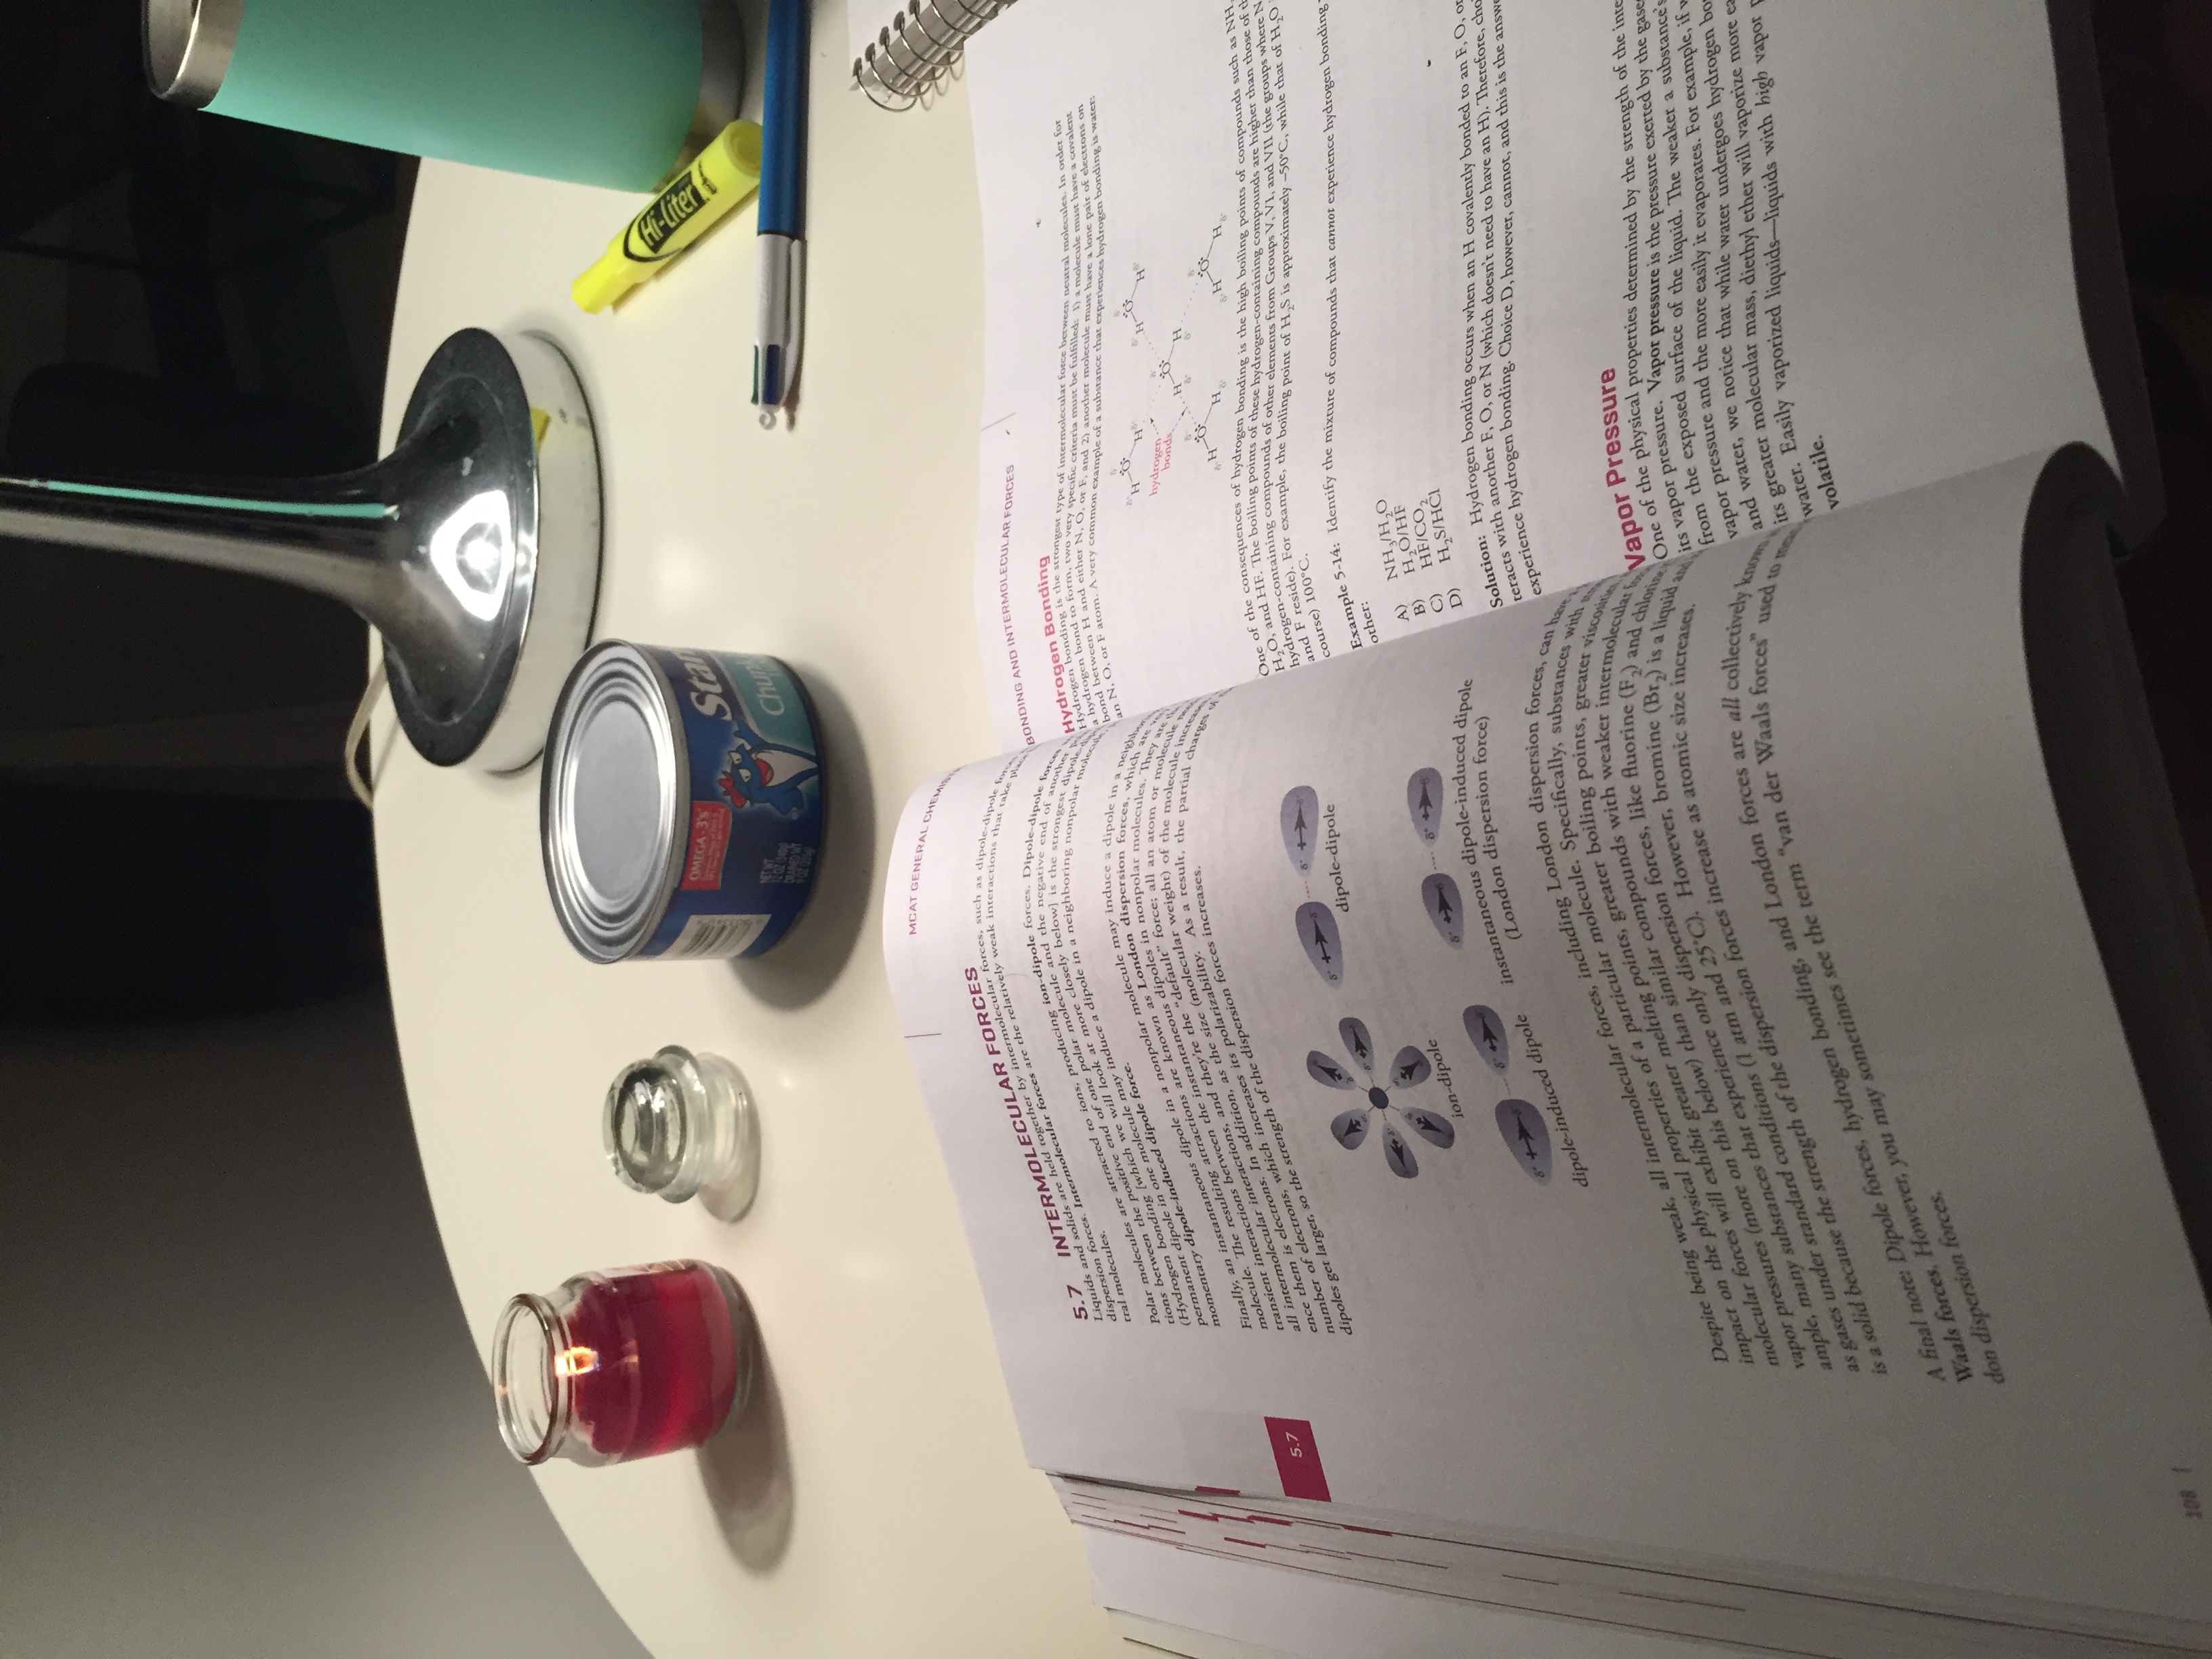 OMEGA-3's
Star
Chun
NET WT
12 OZ (340g)
DRAINED WT
9 OZ (255g)
Hi-Liter
MCAT GENERAL CHEMIS
5.7 INTERMOLECULAR FORCES
Liquids and solids are held together by intermolecular forces, such as dipole-dipole forces
dispersion forces. Intermolecular forces are the relatively weak interactions that take place
tral molecules.
Polar molecules are attracted to ions, producing ion-dipole forces. Dipole-dipole forces
tions between the positive end of one polar molecule and the negative end of another
(Hydrogen bonding [which we will look at more closely below] is the strongest dipole
permanent dipole in one molecule may induce a dipole in a neighboring nonpolar molecule
momentary dipole-induced dipole force.
Finally, an instantaneous dipole in a nonpolar molecule may induce a dipole in a neighbo
molecule. The resulting attractions are known as London dispersion forces, which are
transient interactions between the instantaneous dipoles in nonpolar molecules. They are
all intermolecular interactions, and they're the "default" force; all an atom or molecule
ence them is electrons. In addition, as the size (molecular weight) of the molecule increases
number of electrons, which increases its polarizability. As a result, the partial charges of
dipoles get larger, so the strength of the dispersion forces increases.
5.7
dipole-dipole
ion-dipole
instantaneous dipole-induced dipole
(London dispersion force)
dipole-induced dipole
Despite being weak, all intermolecular forces, including London dispersion forces, can have
impact on the physical properties of a particular molecule. Specifically, substances with
molecular forces will exhibit greater melting points, greater boiling points, greater viscosities,
vapor pressures (more on this below) than similar compounds with weaker intermolecular
ample, many substances that experience only dispersion forces, like fluorine (F₂) and chlorine
as gases under standard conditions (1 atm and 25°C). However, bromine (Br₂) is a liquid and
is a solid because the strength of the dispersion forces increase as atomic size increases.
A final note: Dipole forces, hydrogen bonding, and London forces are all collectively known
Waals forces. However, you may sometimes see the term "van der Waals forces" used to
don dispersion forces.
208
BONDING AND INTERMOLECULAR FORCES
Hydrogen Bonding
Hydrogen bonding is the strongest type of intermolecular force between neutral molecules. In order for
a hydrogen bond to form, two very specific criteria must be fulfilled: 1) a molecule must have a covalent
bond between H and either N, O, or F, and 2) another molecule must have a lone pair of electrons on
an N, O, or F atom. A very common example of a substance that experiences hydrogen bonding is water:
hydrogen
bonds
One of the consequences of hydrogen bonding is the high boiling points of compounds such as NH
H₂O, and HF. The boiling points of these hydrogen-containing compounds are higher than those of
hydrogen-containing compounds of other elements from Groups V, VI, and VII (the groups where N
and F reside). For example, the boiling point of H₂S is approximately –50°C, while that of H₂O
course) 100°C.
Example 5-14: Identify the mixture of compounds that cannot experience hydrogen bonding
other:
A) NH₃/H₂O
B) H₂O/HF
C) HF/CO₂
D) H₂S/HCl
Solution: Hydrogen bonding occurs when an H covalently bonded to an F, O, or
teracts with another F, O, or N (which doesn't need to have an H). Therefore, cho
experience hydrogen bonding. Choice D, however, cannot, and this is the answe
Vapor Pressure
One of the physical properties determined by the strength of the inte
its vapor pressure. Vapor pressure is the pressure exerted by the gase
from the exposed surface of the liquid. The weaker a substance's
vapor pressure and the more easily it evaporates. For example, if w
and water, we notice that while water undergoes hydrogen bo
its greater molecular mass, diethyl ether will vaporize more ea
water. Easily vaporized liquids—liquids with high vapor p
volatile.